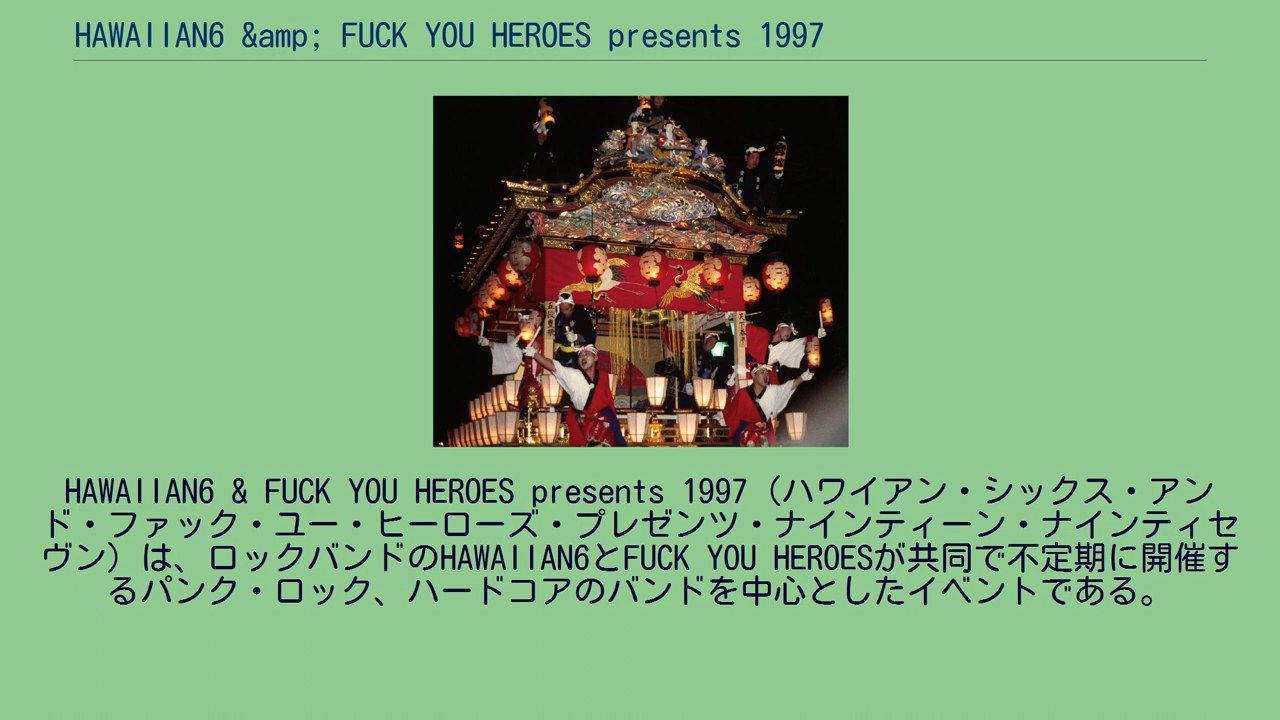 HAWAIIAN6 &amp; FUCK YOU HEROES presents 1997
HAWAIIAN6 & FUCK YOU HEROES presents 1997（ハワイアン・シックス・アン
ド・ファック・ユー・ヒーローズ・プレゼンツ・ナインティーン・ナインティセ
ヴン）は、ロックバンドのHAWAIIAN6とFUCK YOU HEROESが共同で不定期に開催す
るパンク・ロック、ハードコアのバンドを中心としたイベントである。